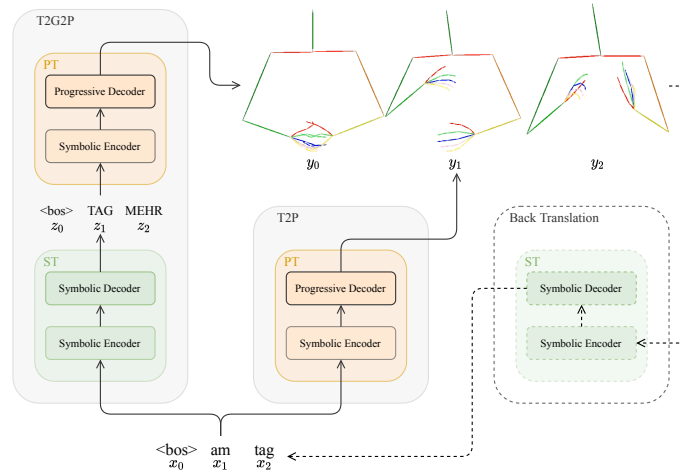 T2G2P
PT
Progressive Decoder
Symbolic Encoder
<bos> TAG MEHR
z0 z1 z2
ST
Symbolic Decoder
Symbolic Encoder
y0 y1 y2
T2P
PT
Progressive Decoder
Symbolic Encoder
Back Translation
ST
Symbolic Decoder
Symbolic Encoder
<bos> am tag
x0 x1 x2